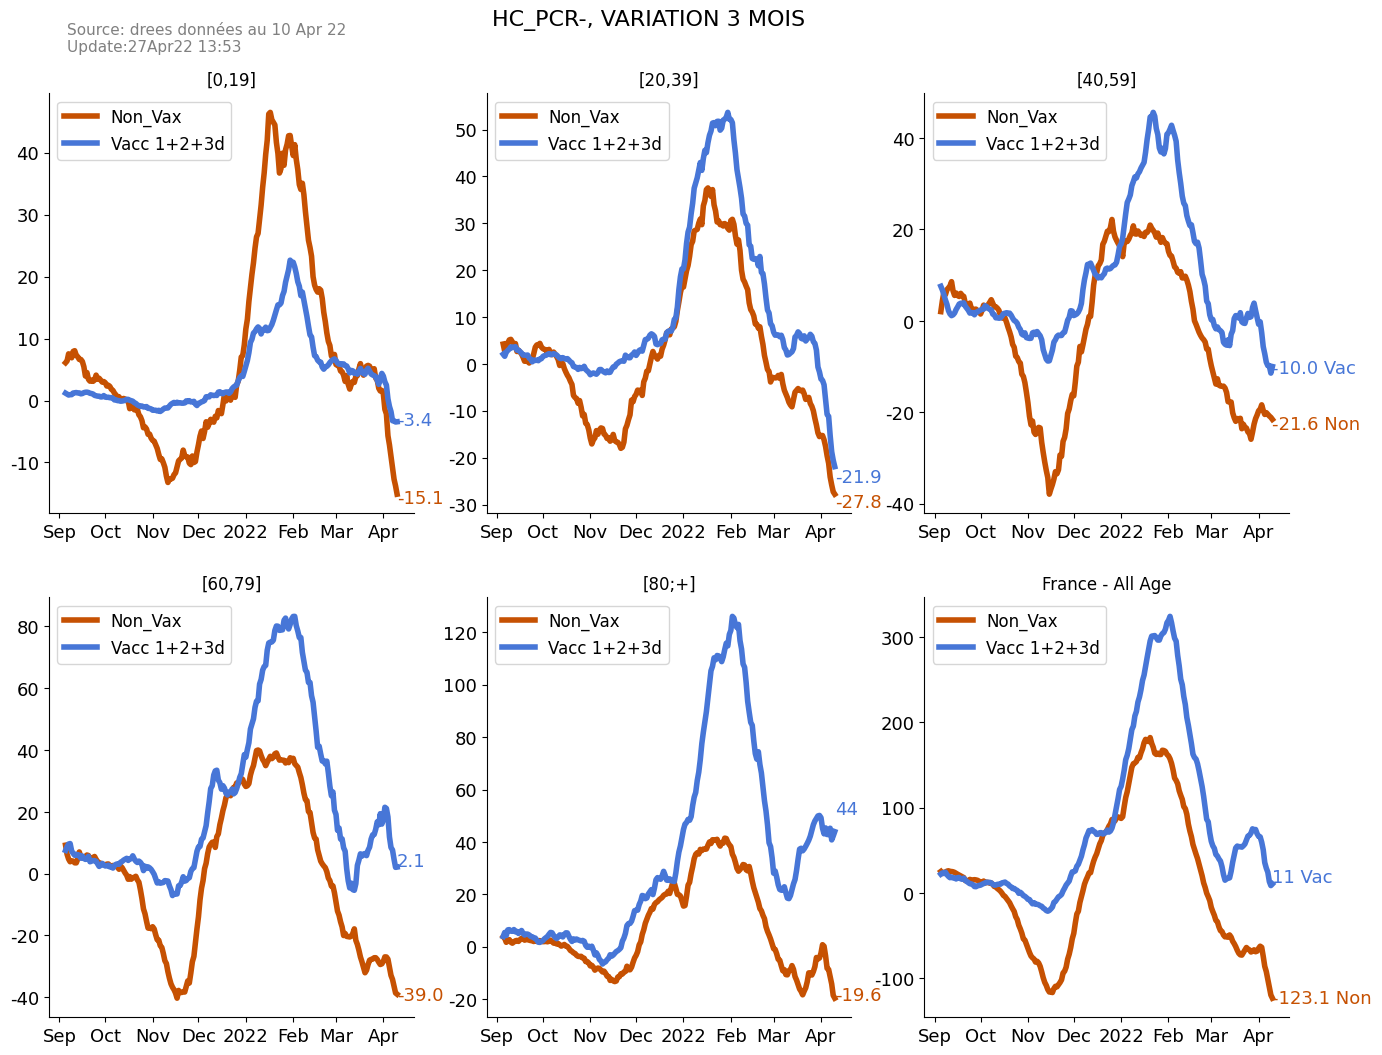 HC_PCR-, VARIATION 3 MOIS
Source: drees données au 10 Apr 22
Update:27Apr22 13:53
[0,19]
Non_Vax
Vacc 1+2+3d
40
30
20
10
0
-10
-3.4
-15.1
Sep Oct Nov Dec 2022 Feb Mar Apr
[20,39]
Non_Vax
Vacc 1+2+3d
50
40
30
20
10
0
-10
-20
-30
-21.9
-27.8
Sep Oct Nov Dec 2022 Feb Mar Apr
[40,59]
Non_Vax
Vacc 1+2+3d
40
20
0
-20
-40
-10.0 Vac
-21.6 Non
Sep Oct Nov Dec 2022 Feb Mar Apr
[60,79]
Non_Vax
Vacc 1+2+3d
80
60
40
20
0
-20
-40
2.1
-39.0
Sep Oct Nov Dec 2022 Feb Mar Apr
[80;+]
Non_Vax
Vacc 1+2+3d
120
100
80
60
40
20
0
-20
44
-19.6
Sep Oct Nov Dec 2022 Feb Mar Apr
France - All Age
Non_Vax
Vacc 1+2+3d
300
200
100
0
-100
11 Vac
-123.1 Non
Sep Oct Nov Dec 2022 Feb Mar Apr